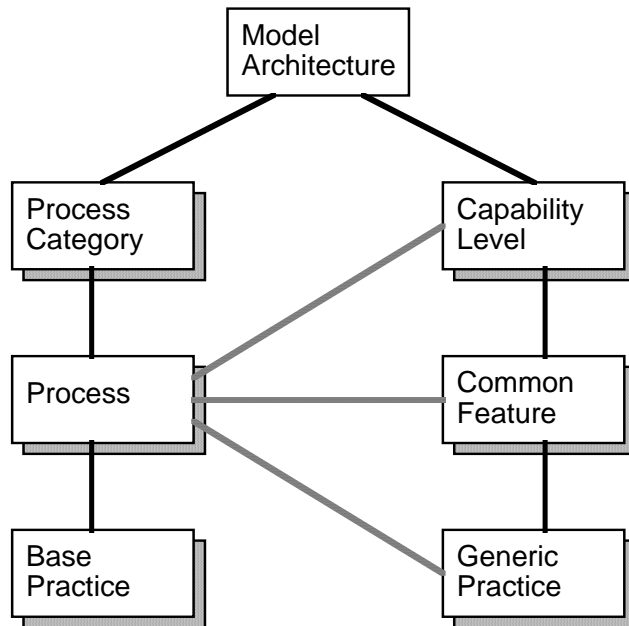 Model
Architecture
Process
Category
Capability
Level
Process
Common
Feature
Base
Practice
Generic
Practice